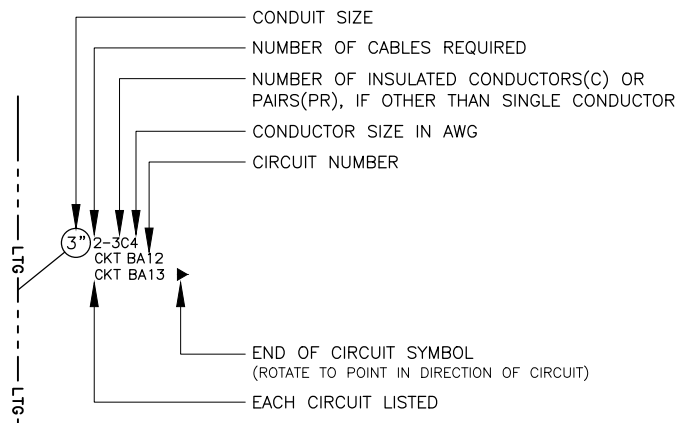 CONDUIT SIZE
NUMBER OF CABLES REQUIRED
NUMBER OF INSULATED CONDUCTORS(C) OR
PAIRS(PR), IF OTHER THAN SINGLE CONDUCTOR
CONDUCTOR SIZE IN AWG
CIRCUIT NUMBER
3" 2-3C4
CKT BA12
CKT BA13
LTG
END OF CIRCUIT SYMBOL
(ROTATE TO POINT IN DIRECTION OF CIRCUIT)
EACH CIRCUIT LISTED
LTG